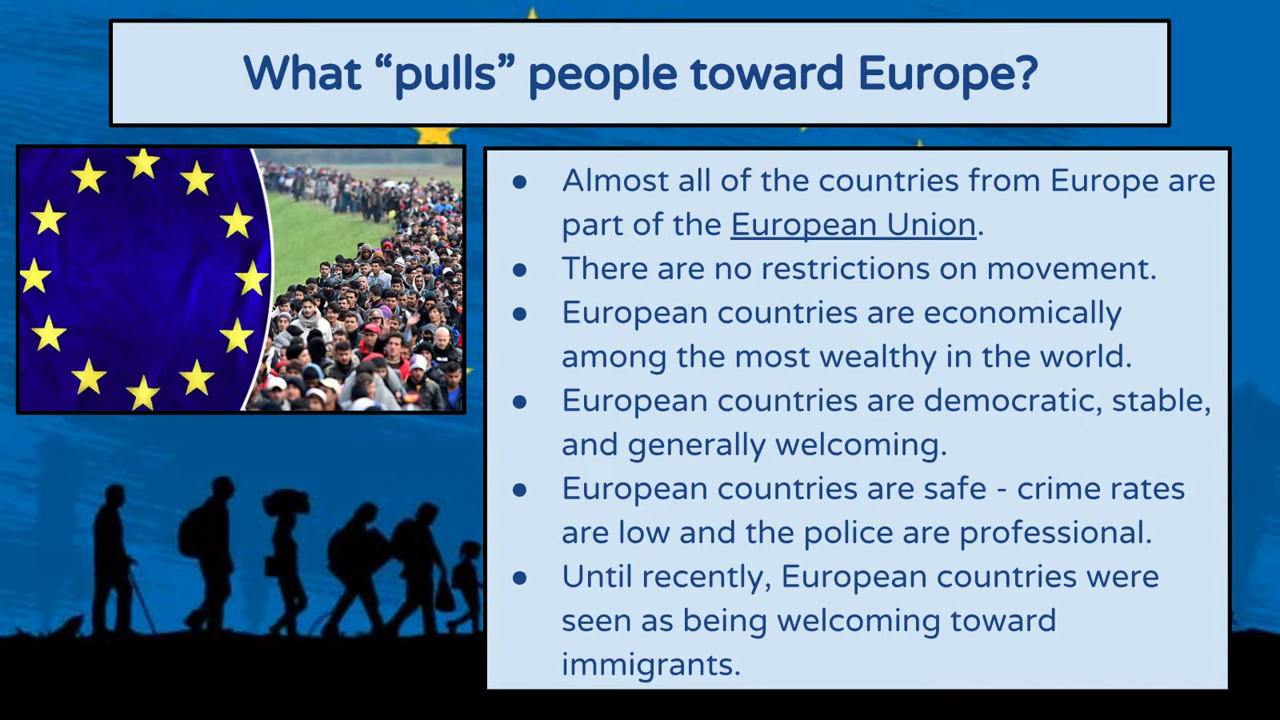 What “pulls” people toward Europe?
● Almost all of the countries from Europe are
part of the European Union.
● There are no restrictions on movement.
● European countries are economically
among the most wealthy in the world.
● European countries are democratic, stable,
and generally welcoming.
● European countries are safe - crime rates
are low and the police are professional.
● Until recently, European countries were
seen as being welcoming toward
immigrants.